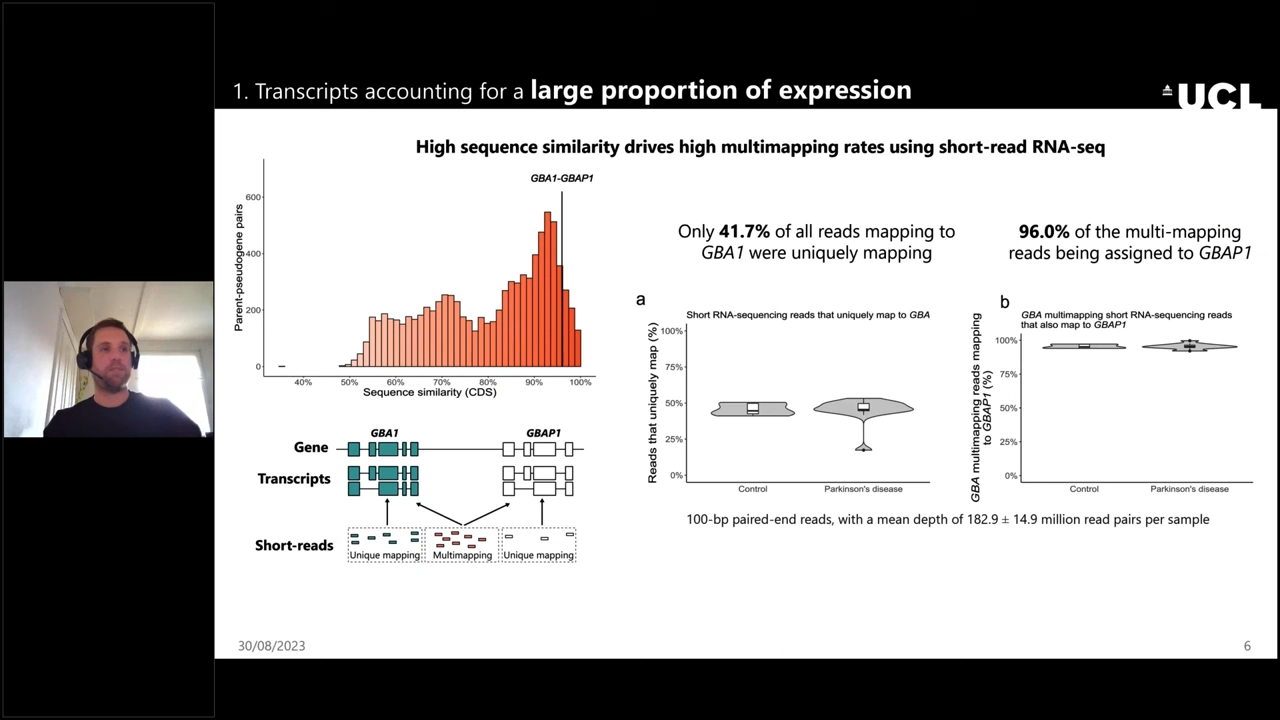 1. Transcripts accounting for a large proportion of expression
UCL
High sequence similarity drives high multimapping rates using short-read RNA-seq
GBA1-GBAP1
Parent-pseudogene pairs
600
400
200
0
40%
50%
60%
70%
80%
90%
100%
Sequence similarity (CDS)
Only 41.7% of all reads mapping to
GBA1 were uniquely mapping
96.0% of the multi-mapping
reads being assigned to GBAP1
a
Short RNA-sequencing reads that uniquely map to GBA
Reads that uniquely map (%)
100%
75%
50%
25%
0%
Control
Parkinson's disease
b
GBA multimapping short RNA-sequencing reads
that also map to GBAP1
GBA multimapping reads mapping
to GBAP1 (%)
100%
75%
50%
25%
0%
Control
Parkinson's disease
100-bp paired-end reads, with a mean depth of 182.9 ± 14.9 million read pairs per sample
GBA1
GBAP1
Gene
Transcripts
Short-reads
Unique mapping
Multimapping
Unique mapping
30/08/2023
6